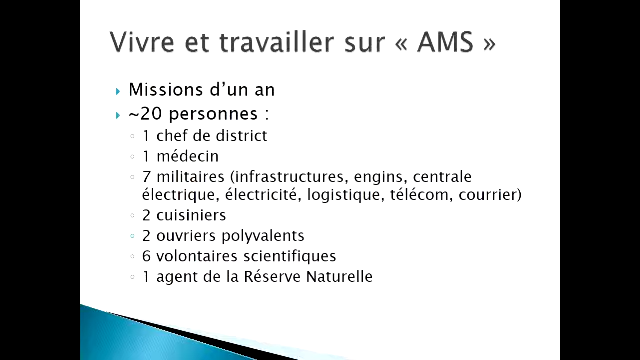 Vivre et travailler sur « AMS »
Missions d’un an
~20 personnes :
1 chef de district
1 médecin
7 militaires (infrastructures, engins, centrale
électrique, électricité, logistique, télécom, courrier)
2 cuisiniers
2 ouvriers polyvalents
6 volontaires scientifiques
1 agent de la Réserve Naturelle